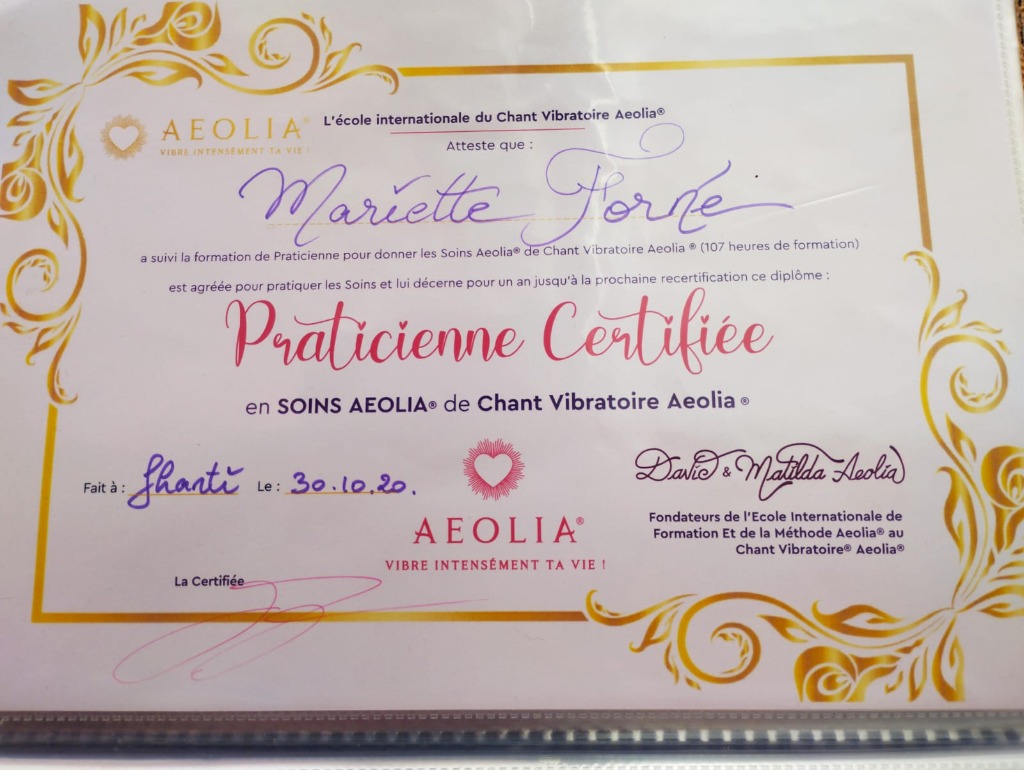 AEOLIA®
VIBRE INTENSÉMENT TA VIE !
L'école internationale du Chant Vibratoire Aeolia®
Atteste que :
Mariette Forné
a suivi la formation de Praticienne pour donner les Soins Aeolia® de Chant Vibratoire Aeolia ® (107 heures de formation)
est agréée pour pratiquer les Soins et lui décerne pour un an jusqu'à la prochaine recertification ce diplôme :
Praticienne Certifiée
en SOINS AEOLIA® de Chant Vibratoire Aeolia ®
Fait à : Shanti Le : 30.10.20.
AEOLIA®
VIBRE INTENSÉMENT TA VIE !
David & Matilda Aeolia
Fondateurs de l'Ecole Internationale de
Formation Et de la Méthode Aeolia® au
Chant Vibratoire® Aeolia®
La Certifiée